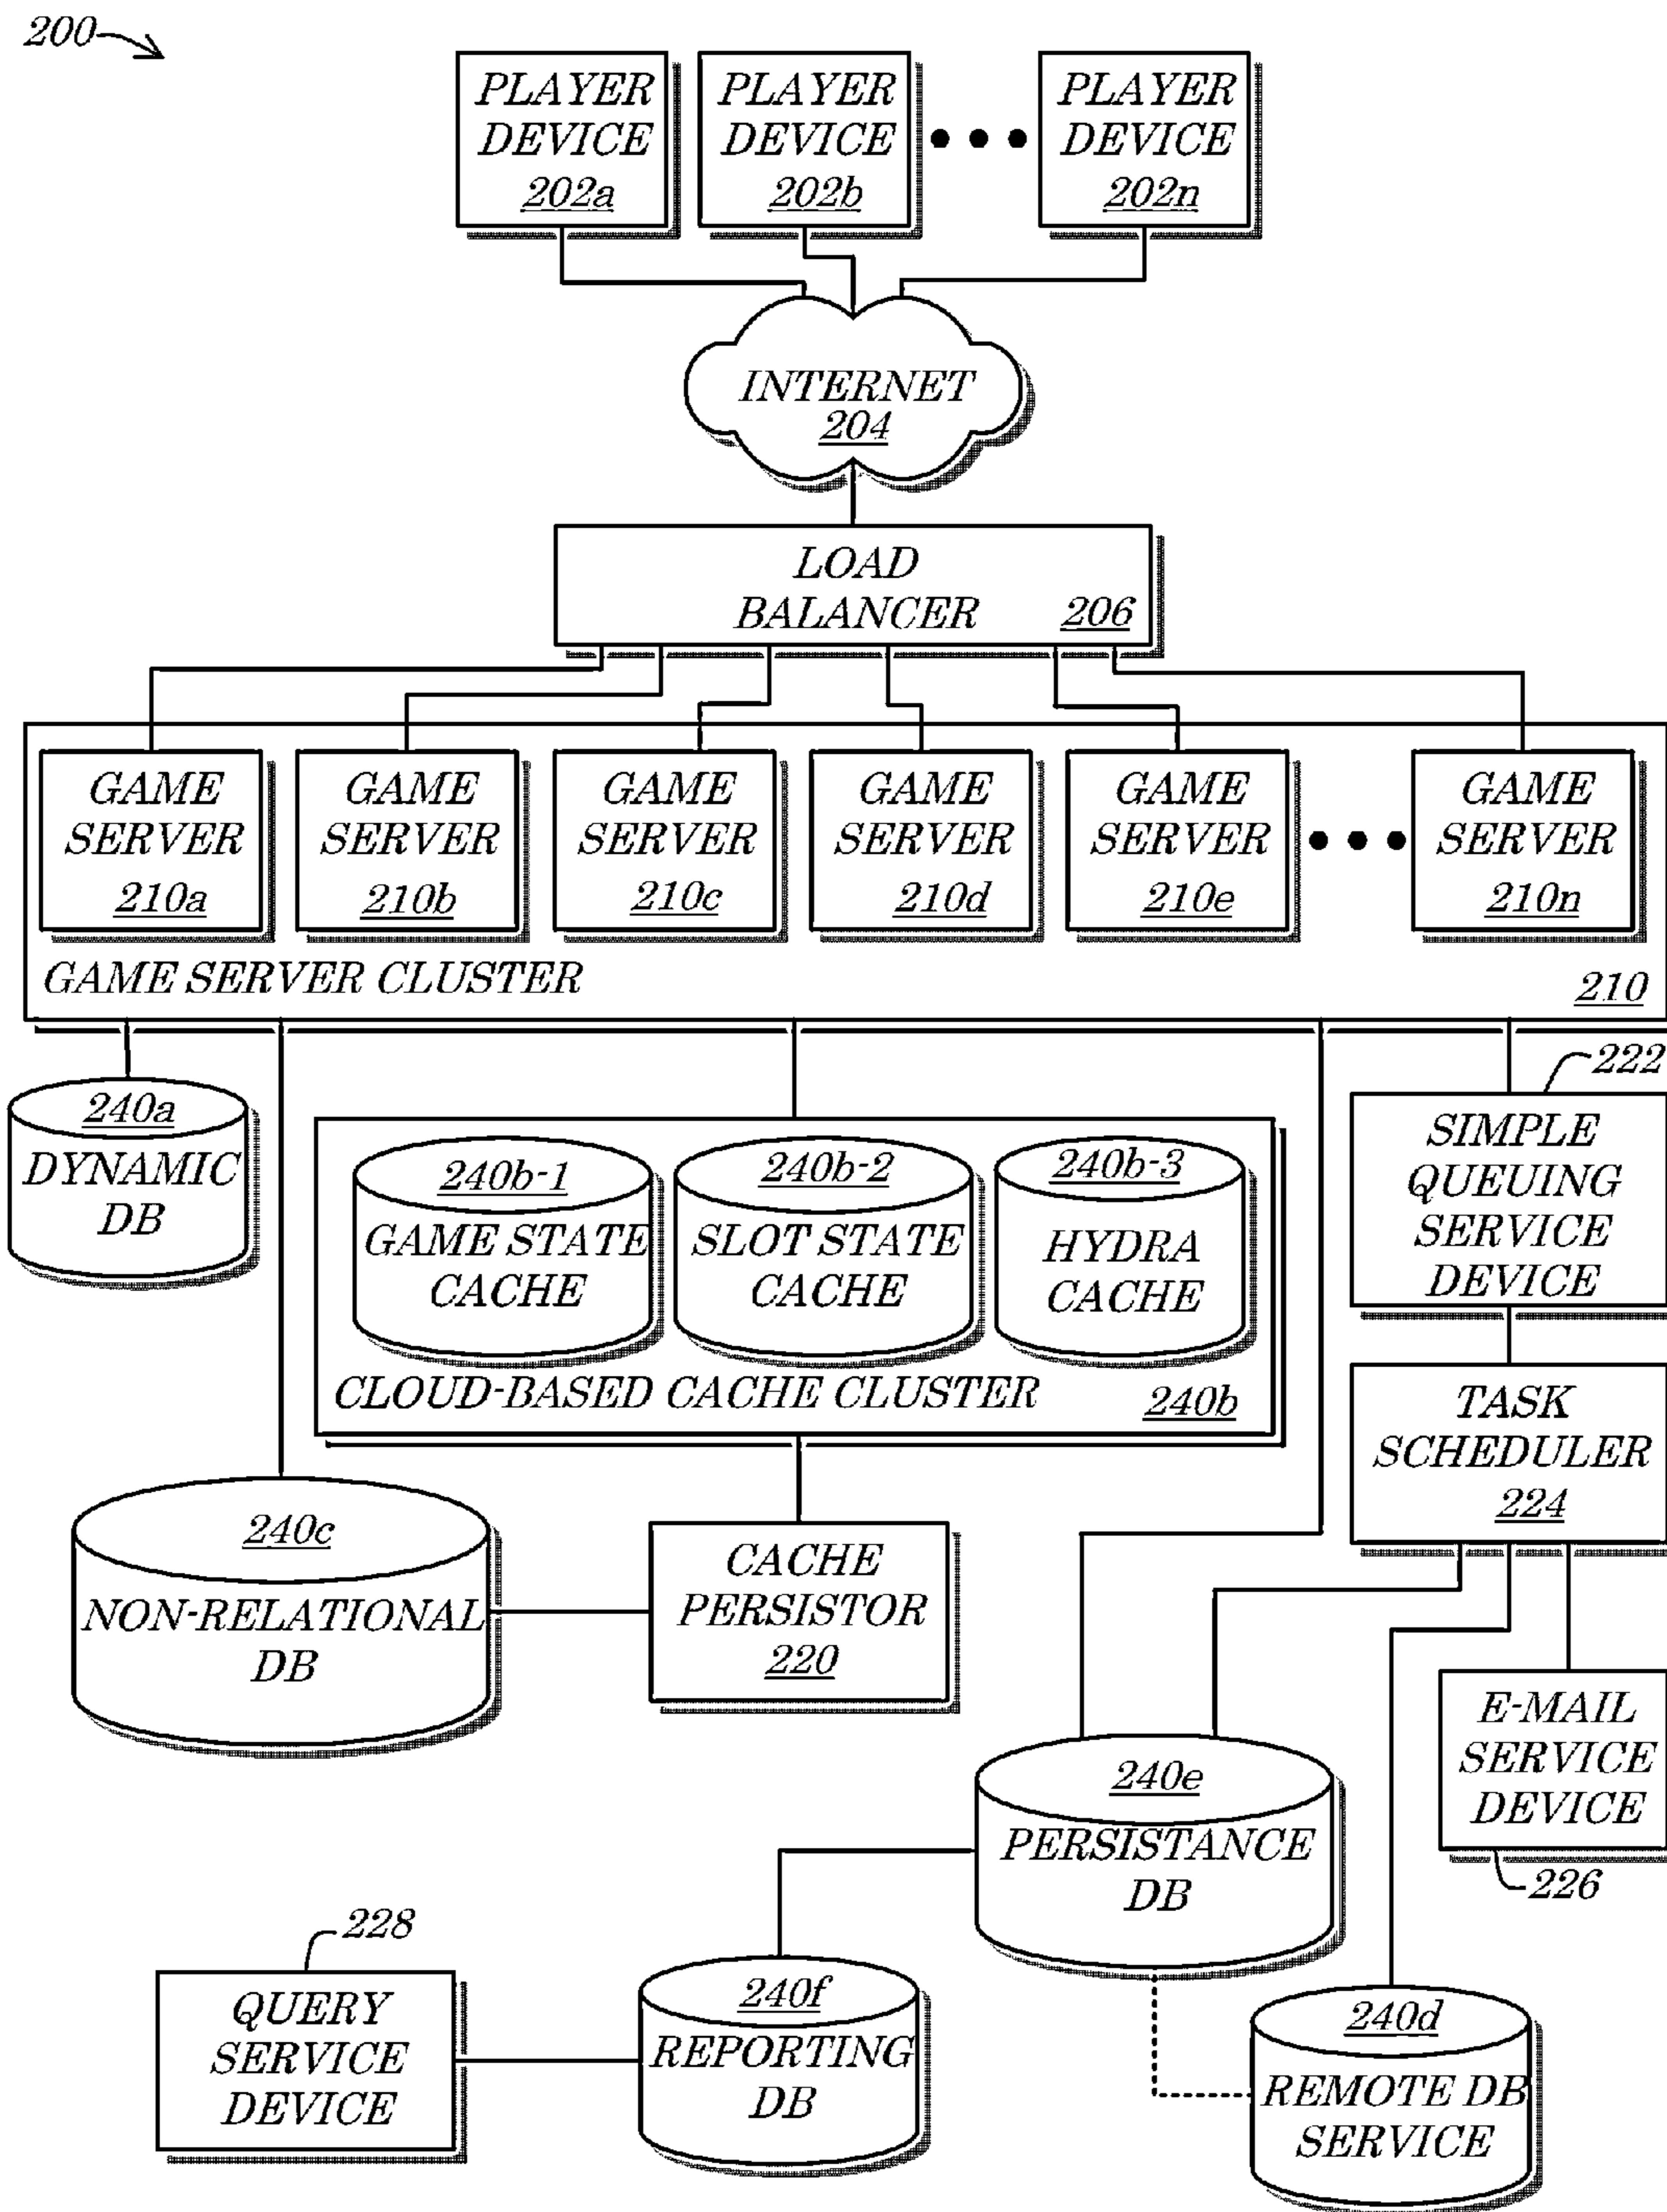 200
PLAYER
DEVICE
202a
PLAYER
DEVICE
202b
PLAYER
DEVICE
202n
INTERNET
204
LOAD
BALANCER
206
GAME
SERVER
210a
GAME
SERVER
210b
GAME
SERVER
210c
GAME
SERVER
210d
GAME
SERVER
210e
GAME
SERVER
210n
GAME SERVER CLUSTER
210
240a
DYNAMIC
DB
240b-1
GAME STATE
CACHE
240b-2
SLOT STATE
CACHE
240b-3
HYDRA
CACHE
CLOUD-BASED CACHE CLUSTER
240b
222
SIMPLE
QUEUING
SERVICE
DEVICE
TASK
SCHEDULER
224
240c
NON-RELATIONAL
DB
CACHE
PERSISTOR
220
E-MAIL
SERVICE
DEVICE
226
240e
PERSISTANCE
DB
228
QUERY
SERVICE
DEVICE
240f
REPORTING
DB
240d
REMOTE DB
SERVICE